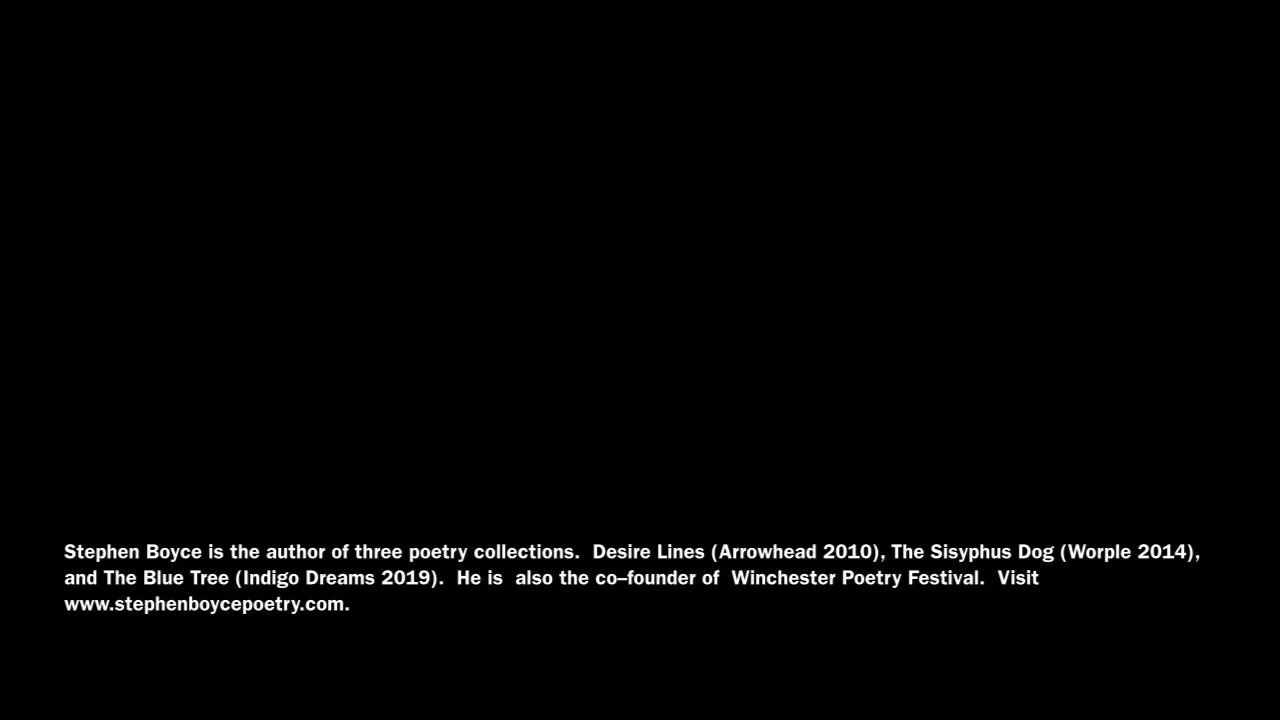 Stephen Boyce is the author of three poetry collections.  Desire Lines (Arrowhead 2010), The Sisyphus Dog (Worple 2014),
and The Blue Tree (Indigo Dreams 2019).  He is  also the co–founder of  Winchester Poetry Festival.  Visit
www.stephenboycepoetry.com.